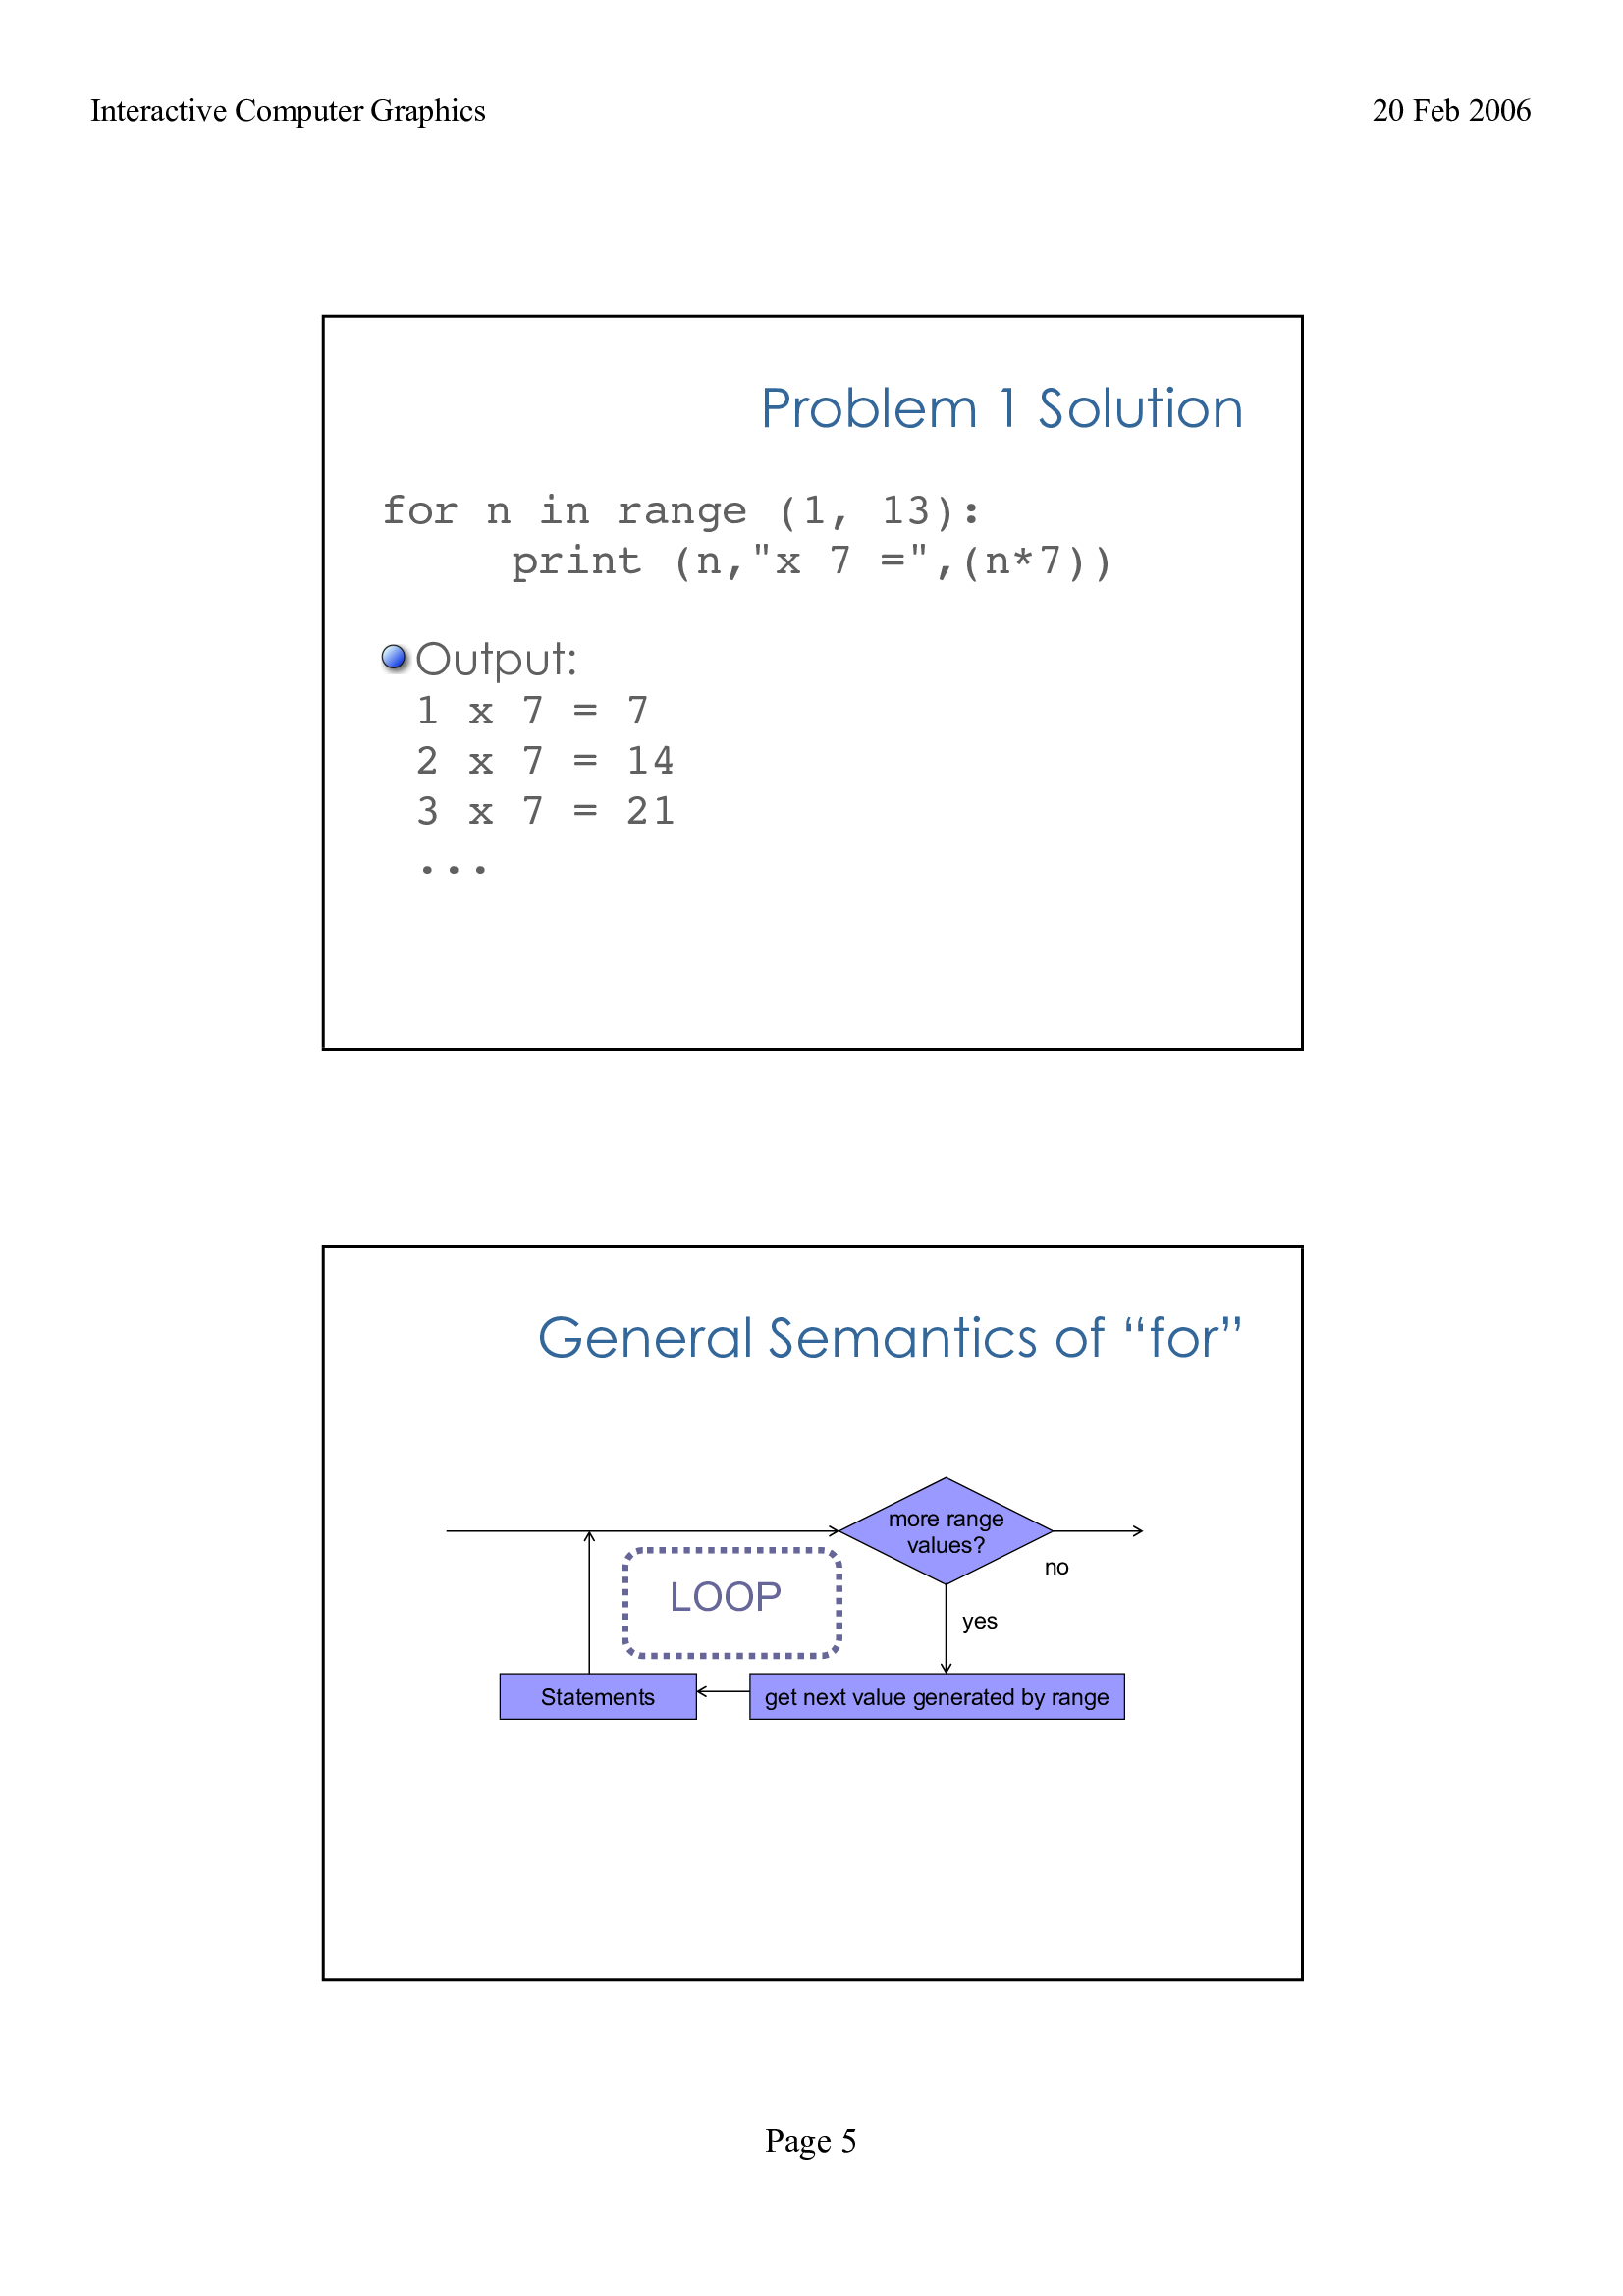 Interactive Computer Graphics
20 Feb 2006
Problem 1 Solution
for n in range (1, 13):
print (n,"x 7 =",(n*7))
Output:
1 x 7 = 7
2 x 7 = 14
3 x 7 = 21
...
General Semantics of “for”
more range
values?
no
LOOP
yes
Statements
get next value generated by range
Page 5